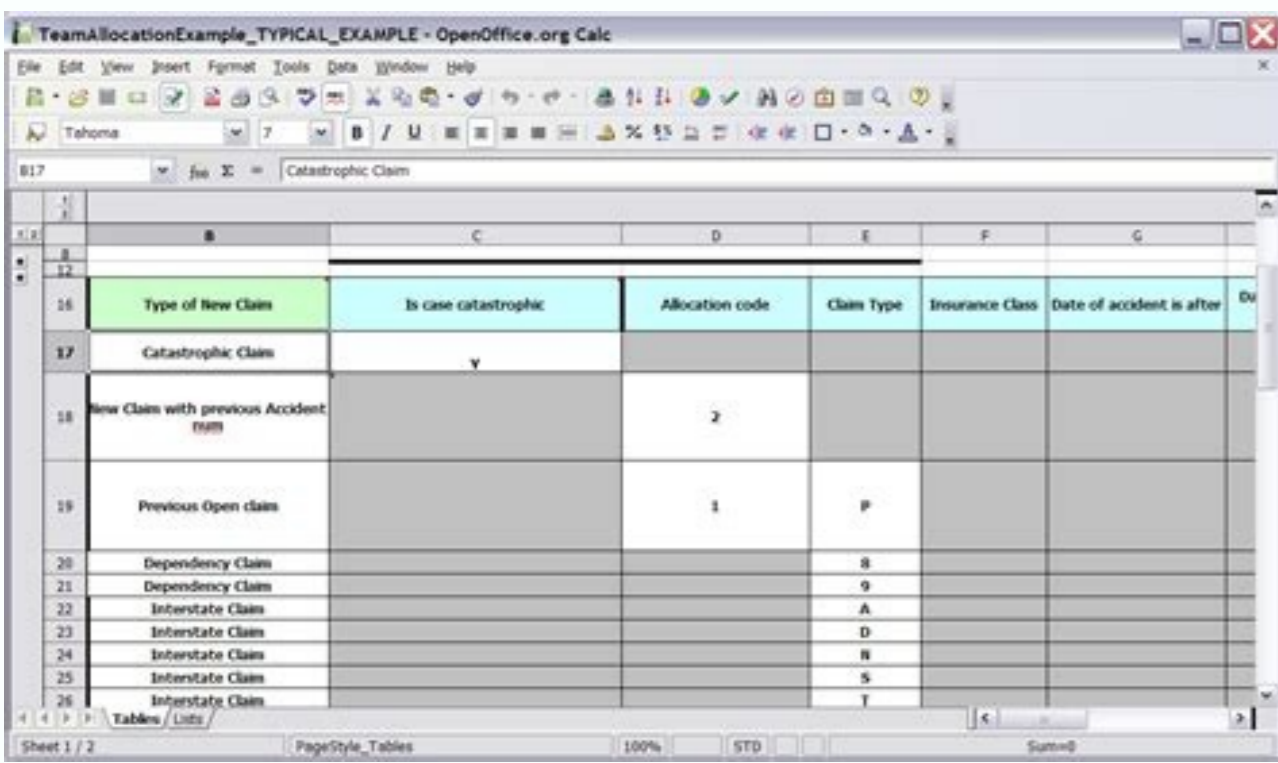 TeamAllocationExample_TYPICAL_EXAMPLE - OpenOffice.org Calc
File Edit View Insert Format Tools Data Window Help
Tahoma 7 B I U
B17 Σ = Catastrophic Claim
1
2
1 2
B C D E F G
8
12
16 Type of New Claim Is case catastrophic Allocation code Claim Type Insurance Class Date of accident is after
17 Catastrophic Claim Y
18 New Claim with previous Accident num 2
19 Previous Open claim 1 P
20 Dependency Claim 8
21 Dependency Claim 9
22 Interstate Claim A
23 Interstate Claim D
24 Interstate Claim N
25 Interstate Claim S
26 Interstate Claim T
Tables Lists
Sheet 1 / 2 PageStyle_Tables 100% STD Sum=0